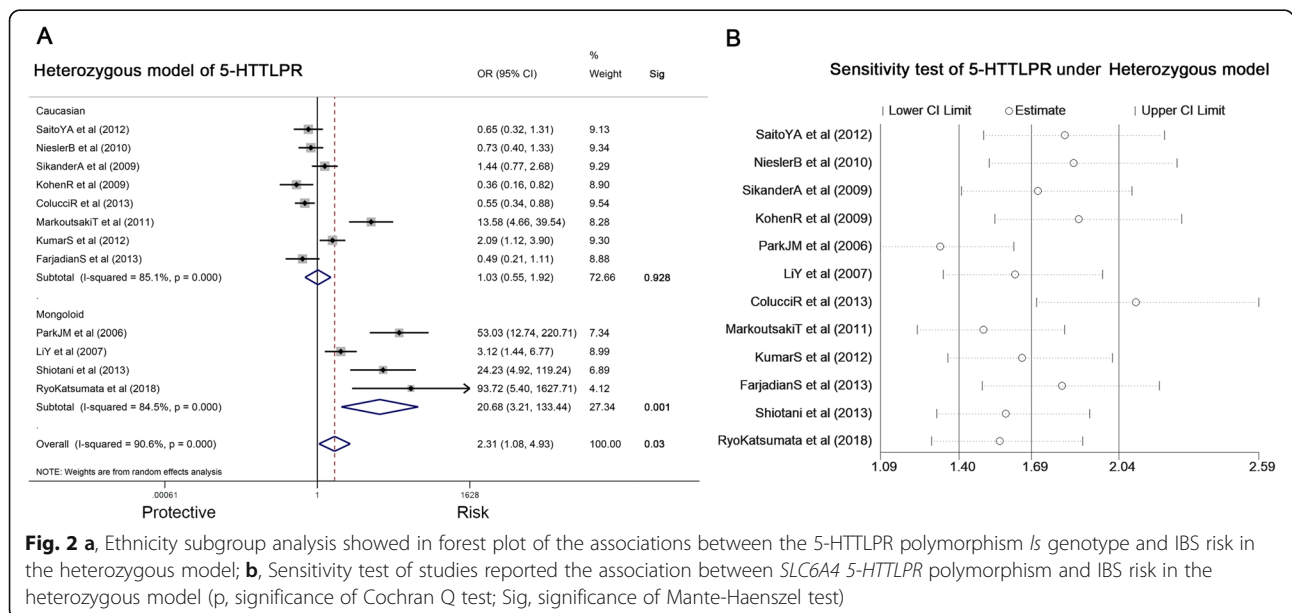 A
Heterozygous model of 5-HTTLPR
OR (95% CI)
%
Weight
Sig
Caucasian
SaitoYA et al (2012) 0.65 (0.32, 1.31) 9.13
NieslerB et al (2010) 0.73 (0.40, 1.33) 9.34
SikanderA et al (2009) 1.44 (0.77, 2.68) 9.29
KohenR et al (2009) 0.36 (0.16, 0.82) 8.90
ColucciR et al (2013) 0.55 (0.34, 0.88) 9.54
MarkoutsakiT et al (2011) 13.58 (4.66, 39.54) 8.28
KumarS et al (2012) 2.09 (1.12, 3.90) 9.30
FarjadianS et al (2013) 0.49 (0.21, 1.11) 8.88
Subtotal (I-squared = 85.1%, p = 0.000) 1.03 (0.55, 1.92) 72.66 0.928
.
Mongoloid
ParkJM et al (2006) 53.03 (12.74, 220.71) 7.34
LiY et al (2007) 3.12 (1.44, 6.77) 8.99
Shiotani et al (2013) 24.23 (4.92, 119.24) 6.89
RyoKatsumata et al (2018) 93.72 (5.40, 1627.71) 4.12
Subtotal (I-squared = 84.5%, p = 0.000) 20.68 (3.21, 133.44) 27.34 0.001
.
Overall (I-squared = 90.6%, p = 0.000) 2.31 (1.08, 4.93) 100.00 0.03
NOTE: Weights are from random effects analysis
.00061 1 1628
Protective Risk
B
Sensitivity test of 5-HTTLPR under Heterozygous model
Lower CI Limit Estimate Upper CI Limit
SaitoYA et al (2012)
NieslerB et al (2010)
SikanderA et al (2009)
KohenR et al (2009)
ParkJM et al (2006)
LiY et al (2007)
ColucciR et al (2013)
MarkoutsakiT et al (2011)
KumarS et al (2012)
FarjadianS et al (2013)
Shiotani et al (2013)
RyoKatsumata et al (2018)
1.09 1.40 1.69 2.04 2.59
Fig. 2 a, Ethnicity subgroup analysis showed in forest plot of the associations between the 5-HTTLPR polymorphism ls genotype and IBS risk in
the heterozygous model; b, Sensitivity test of studies reported the association between SLC6A4 5-HTTLPR polymorphism and IBS risk in the
heterozygous model (p, significance of Cochran Q test; Sig, significance of Mante-Haenszel test)